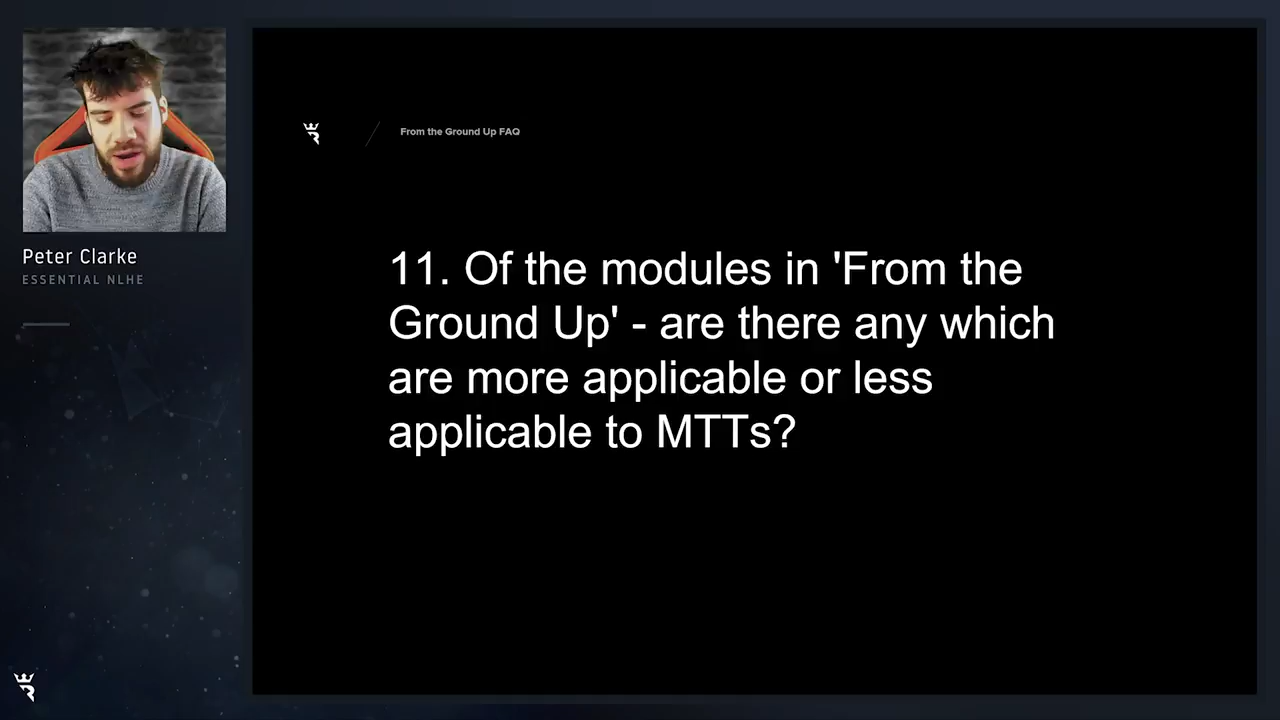 Peter Clarke
ESSENTIAL NLHE
From the Ground Up FAQ
11. Of the modules in 'From the
Ground Up' - are there any which
are more applicable or less
applicable to MTTs?